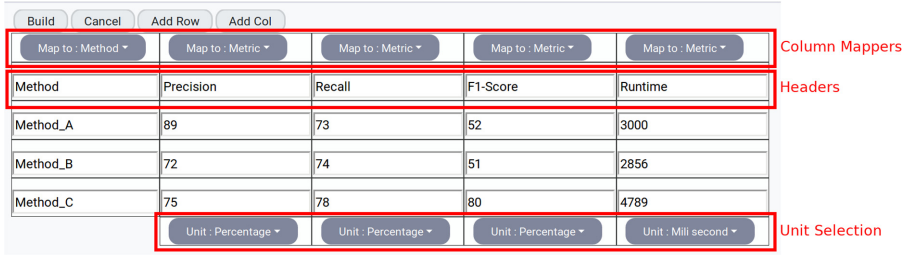 Build Cancel Add Row Add Col
Map to : Method Map to : Metric Map to : Metric Map to : Metric Map to : Metric Column Mappers
Method Precision Recall F1-Score Runtime Headers
Method_A 89 73 52 3000
Method_B 72 74 51 2856
Method_C 75 78 80 4789
Unit : Percentage Unit : Percentage Unit : Percentage Unit : Mili second Unit Selection